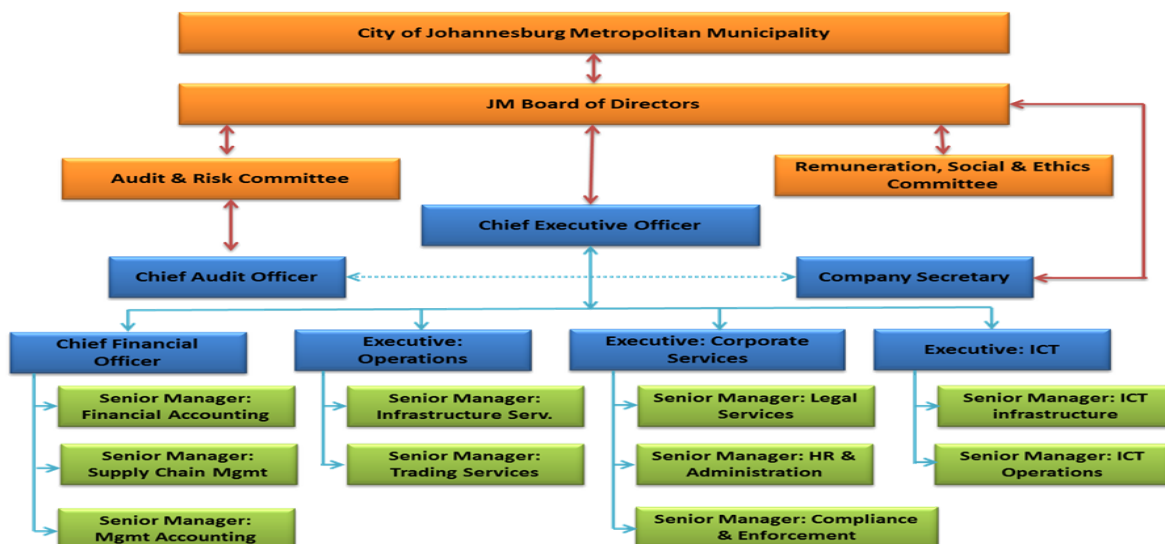 City of Johannesburg Metropolitan Municipality
JM Board of Directors
Audit & Risk Committee
Remuneration, Social & Ethics
Committee
Chief Executive Officer
Chief Audit Officer
Company Secretary
Chief Financial
Officer
Executive:
Operations
Executive: Corporate
Services
Executive: ICT
Senior Manager:
Financial Accounting
Senior Manager:
Infrastructure Serv.
Senior Manager: Legal
Services
Senior Manager: ICT
infrastructure
Senior Manager:
Supply Chain Mgmt
Senior Manager:
Trading Services
Senior Manager: HR &
Administration
Senior Manager: ICT
Operations
Senior Manager:
Mgmt Accounting
Senior Manager: Compliance
& Enforcement